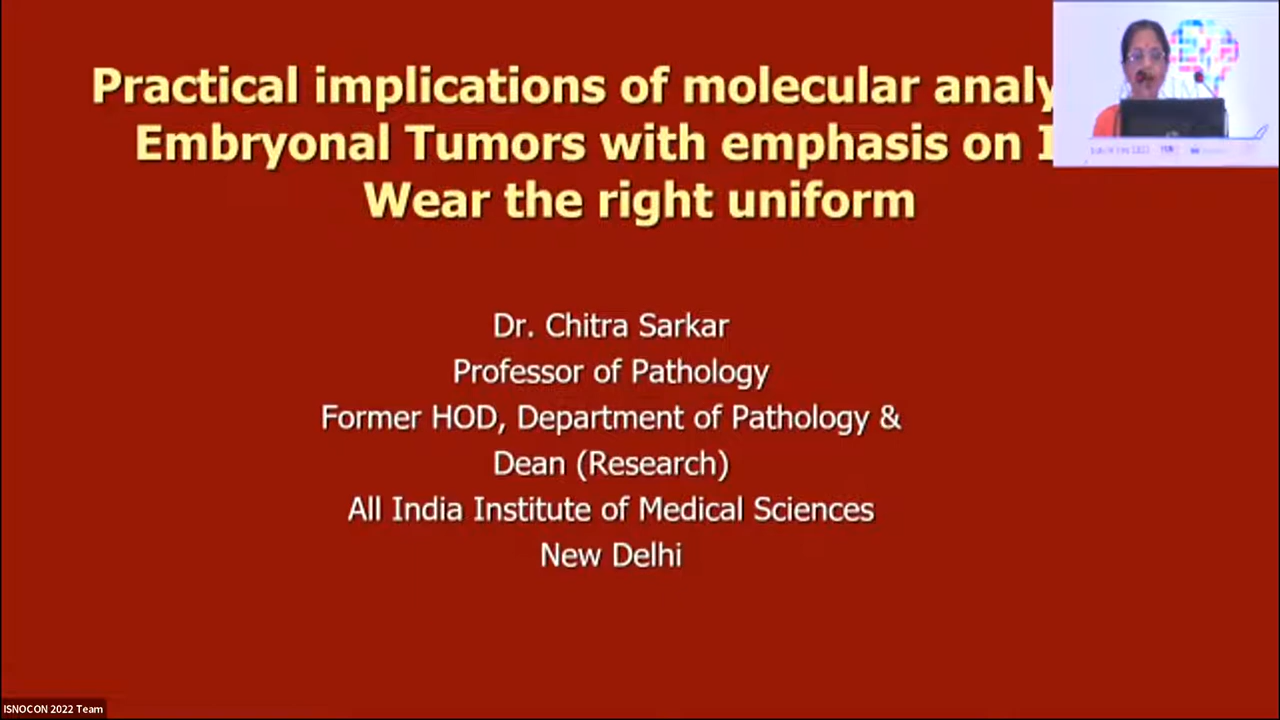 Practical implications of molecular analy
Embryonal Tumors with emphasis on
Wear the right uniform
Dr. Chitra Sarkar
Professor of Pathology
Former HOD, Department of Pathology &
Dean (Research)
All India Institute of Medical Sciences
New Delhi
ISNOCON 2022 Team